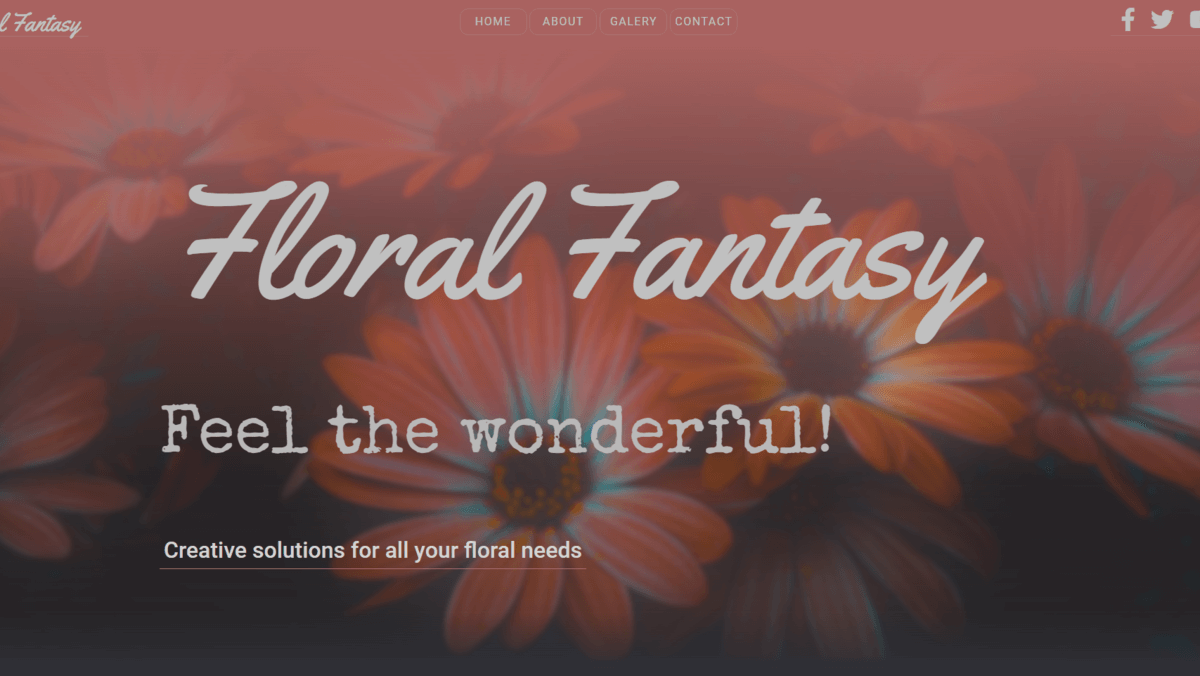 l Fantasy
HOME ABOUT GALERY CONTACT
Floral Fantasy
Feel the wonderful!
Creative solutions for all your floral needs